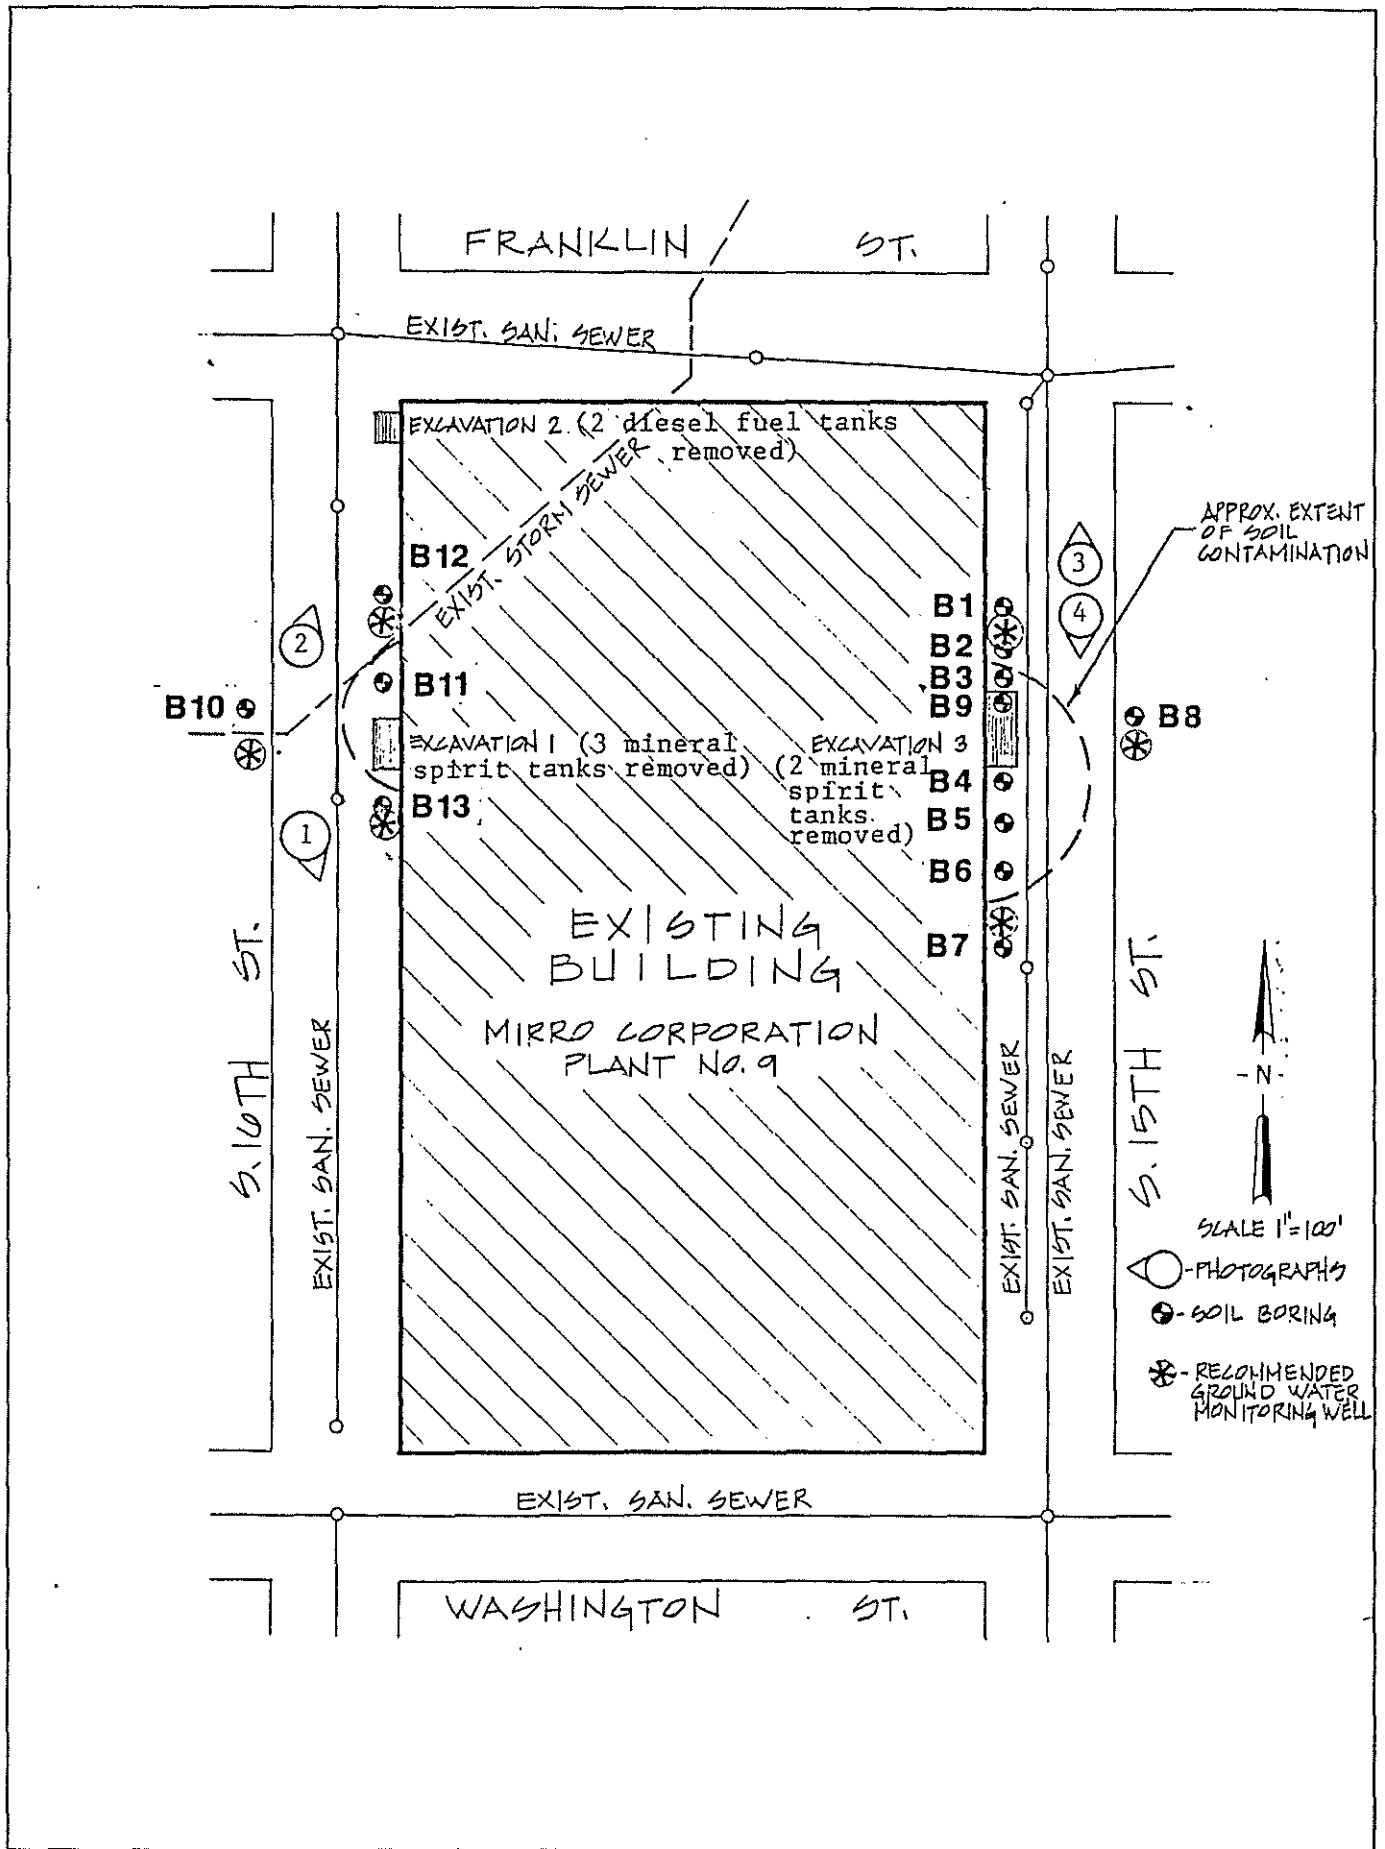 FRANKLIN ST.
EXIST. SAN. SEWER
EXCAVATION 2 (2 diesel fuel tanks
removed)
EXIST. STORM SEWER
APPROX. EXTENT
OF SOIL
CONTAMINATION
B12
3
B1
4
2
B2
B3
B11
B10
B9
B8
EXCAVATION 1 (3 mineral
spirit tanks removed)
EXCAVATION 3
(2 mineral
spirit
tanks
removed)
B4
B13
B5
1
B6
B7
EXISTING
BUILDING
MIRRO CORPORATION
PLANT NO. 9
S. 16TH ST.
EXIST. SAN. SEWER
EXIST. SAN. SEWER
EXIST. SAN. SEWER
S. 15TH ST.
-N-
SCALE 1"=100'
-PHOTOGRAPHS
-SOIL BORING
-RECOMMENDED
GROUND WATER
MONITORING WELL
EXIST. SAN. SEWER
WASHINGTON ST.